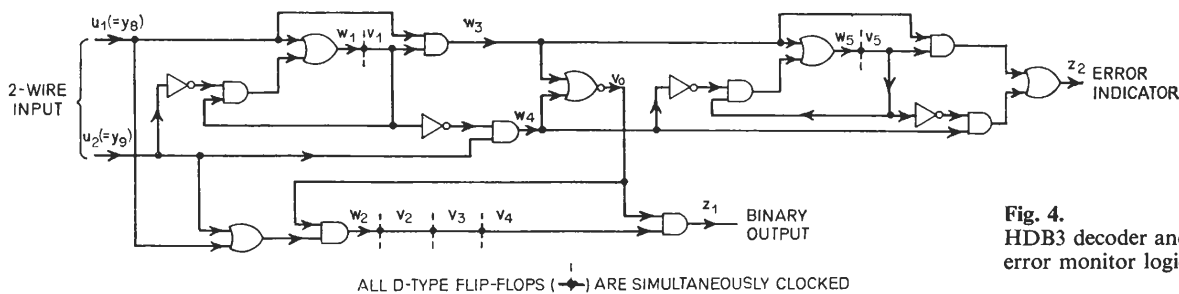 u1(=y8)
w1
v1
w3
w5
v5
2-WIRE
INPUT
v0
z2 ERROR
INDICATOR
w4
u2(=y9)
w2
v2
v3
v4
z1
BINARY
OUTPUT
Fig. 4.
HDB3 decoder and
error monitor logi
ALL D-TYPE FLIP-FLOPS ( ) ARE SIMULTANEOUSLY CLOCKED